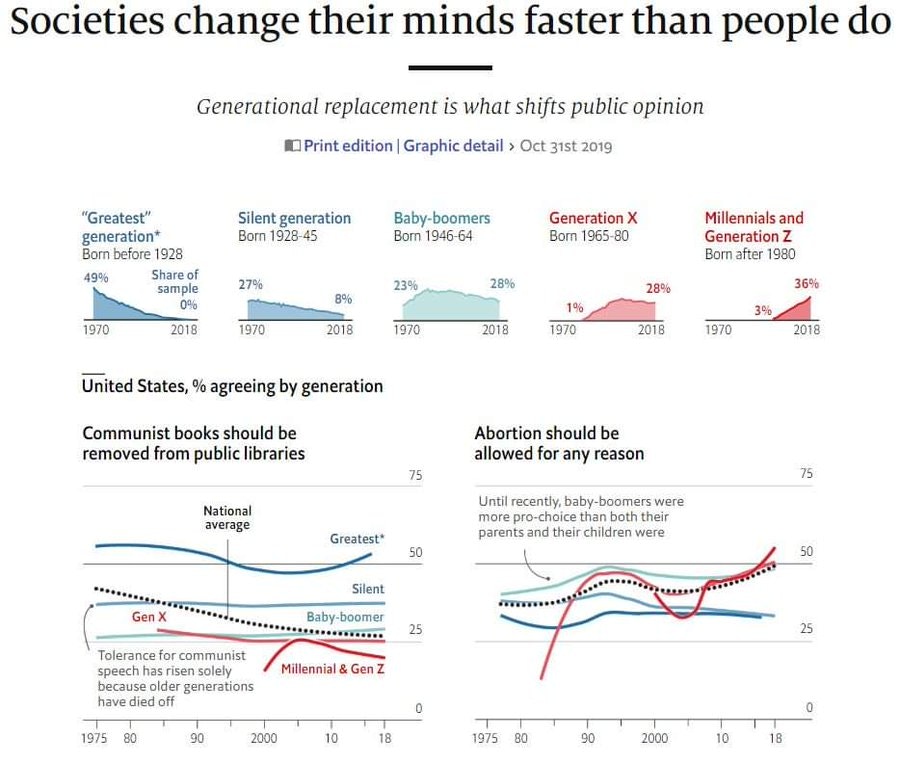 Societies change their minds faster than people do
Generational replacement is what shifts public opinion
Print edition | Graphic detail › Oct 31st 2019
“Greatest”
generation*
Born before 1928
49%
Share of
sample
0%
1970
2018
Silent generation
Born 1928-45
27%
8%
1970
2018
Baby-boomers
Born 1946-64
23%
28%
1970
2018
Generation X
Born 1965-80
1%
28%
1970
2018
Millennials and
Generation Z
Born after 1980
3%
36%
1970
2018
United States, % agreeing by generation
Communist books should be
removed from public libraries
75
National
average
Greatest*
50
Silent
Gen X
Baby-boomer
25
Tolerance for communist
speech has risen solely
because older generations
have died off
Millennial & Gen Z
0
1975 80 90 2000 10 18
Abortion should be
allowed for any reason
75
Until recently, baby-boomers were
more pro-choice than both their
parents and their children were
50
25
0
1975 80 90 2000 10 18